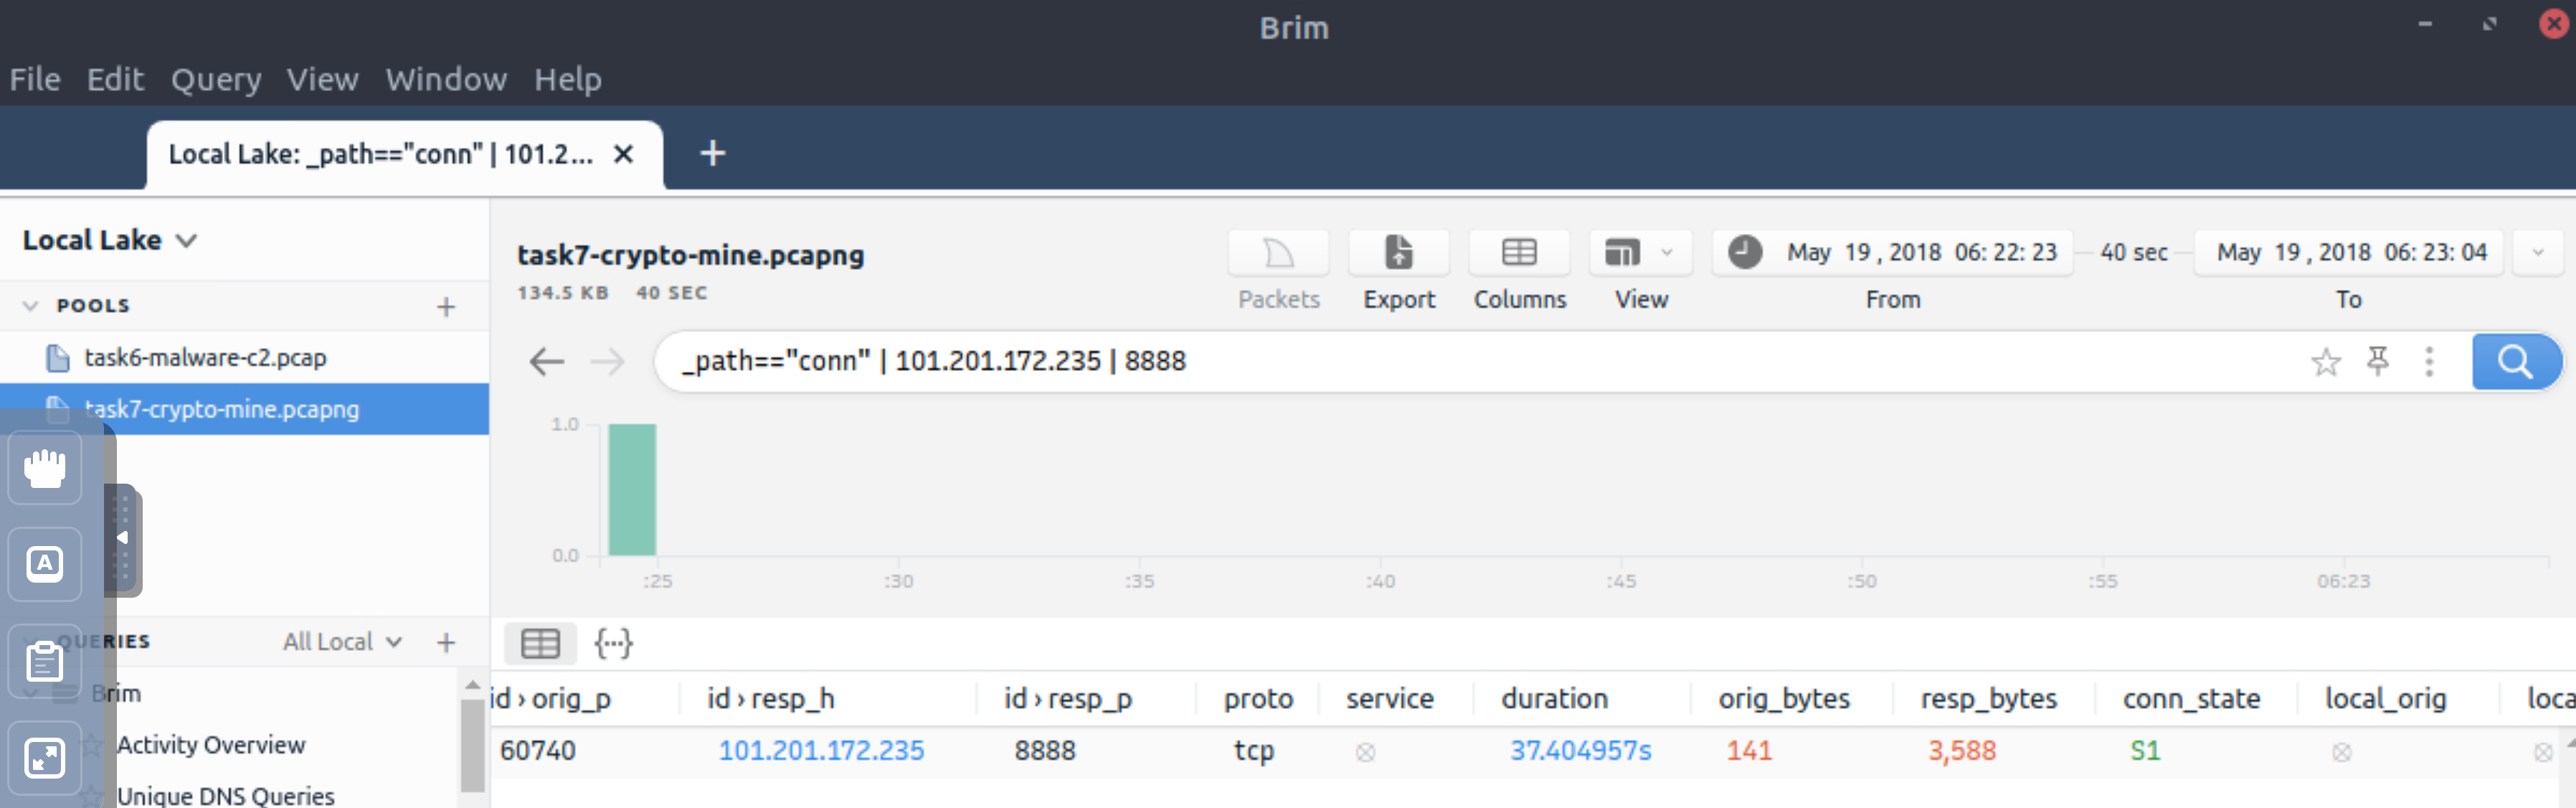 Brim
File Edit Query View Window Help
Local Lake: _path=="conn" | 101.2...
Local Lake
POOLS
task6-malware-c2.pcap
task7-crypto-mine.pcapng
QUERIES All Local
Brim
Activity Overview
Unique DNS Queries
task7-crypto-mine.pcapng
134.5 KB 40 SEC
Packets Export Columns View
May 19 , 2018 06: 22: 23 40 sec May 19 , 2018 06: 23: 04
From To
_path=="conn" | 101.201.172.235 | 8888
1.0
0.0
:25 :30 :35 :40 :45 :50 :55 06:23
{...}
id › orig_p id › resp_h id › resp_p proto service duration orig_bytes resp_bytes conn_state local_orig loca
60740 101.201.172.235 8888 tcp 37.404957s 141 3,588 S1
A